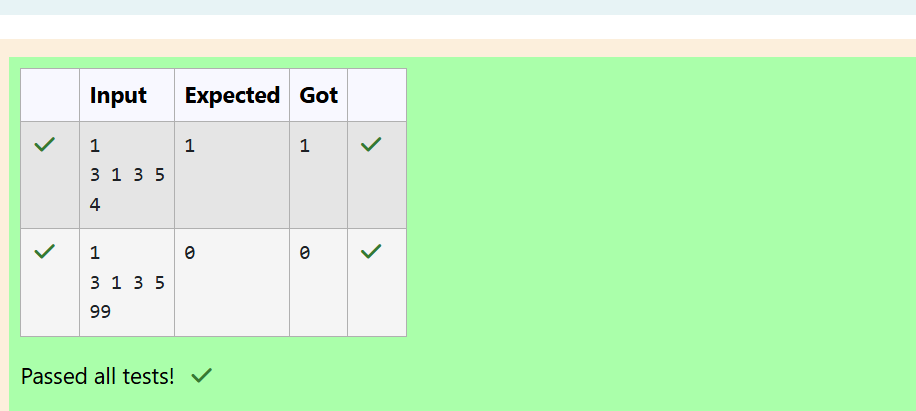 Input Expected Got
1 1 1
3 1 3 5
4
1 0 0
3 1 3 5
99
Passed all tests!